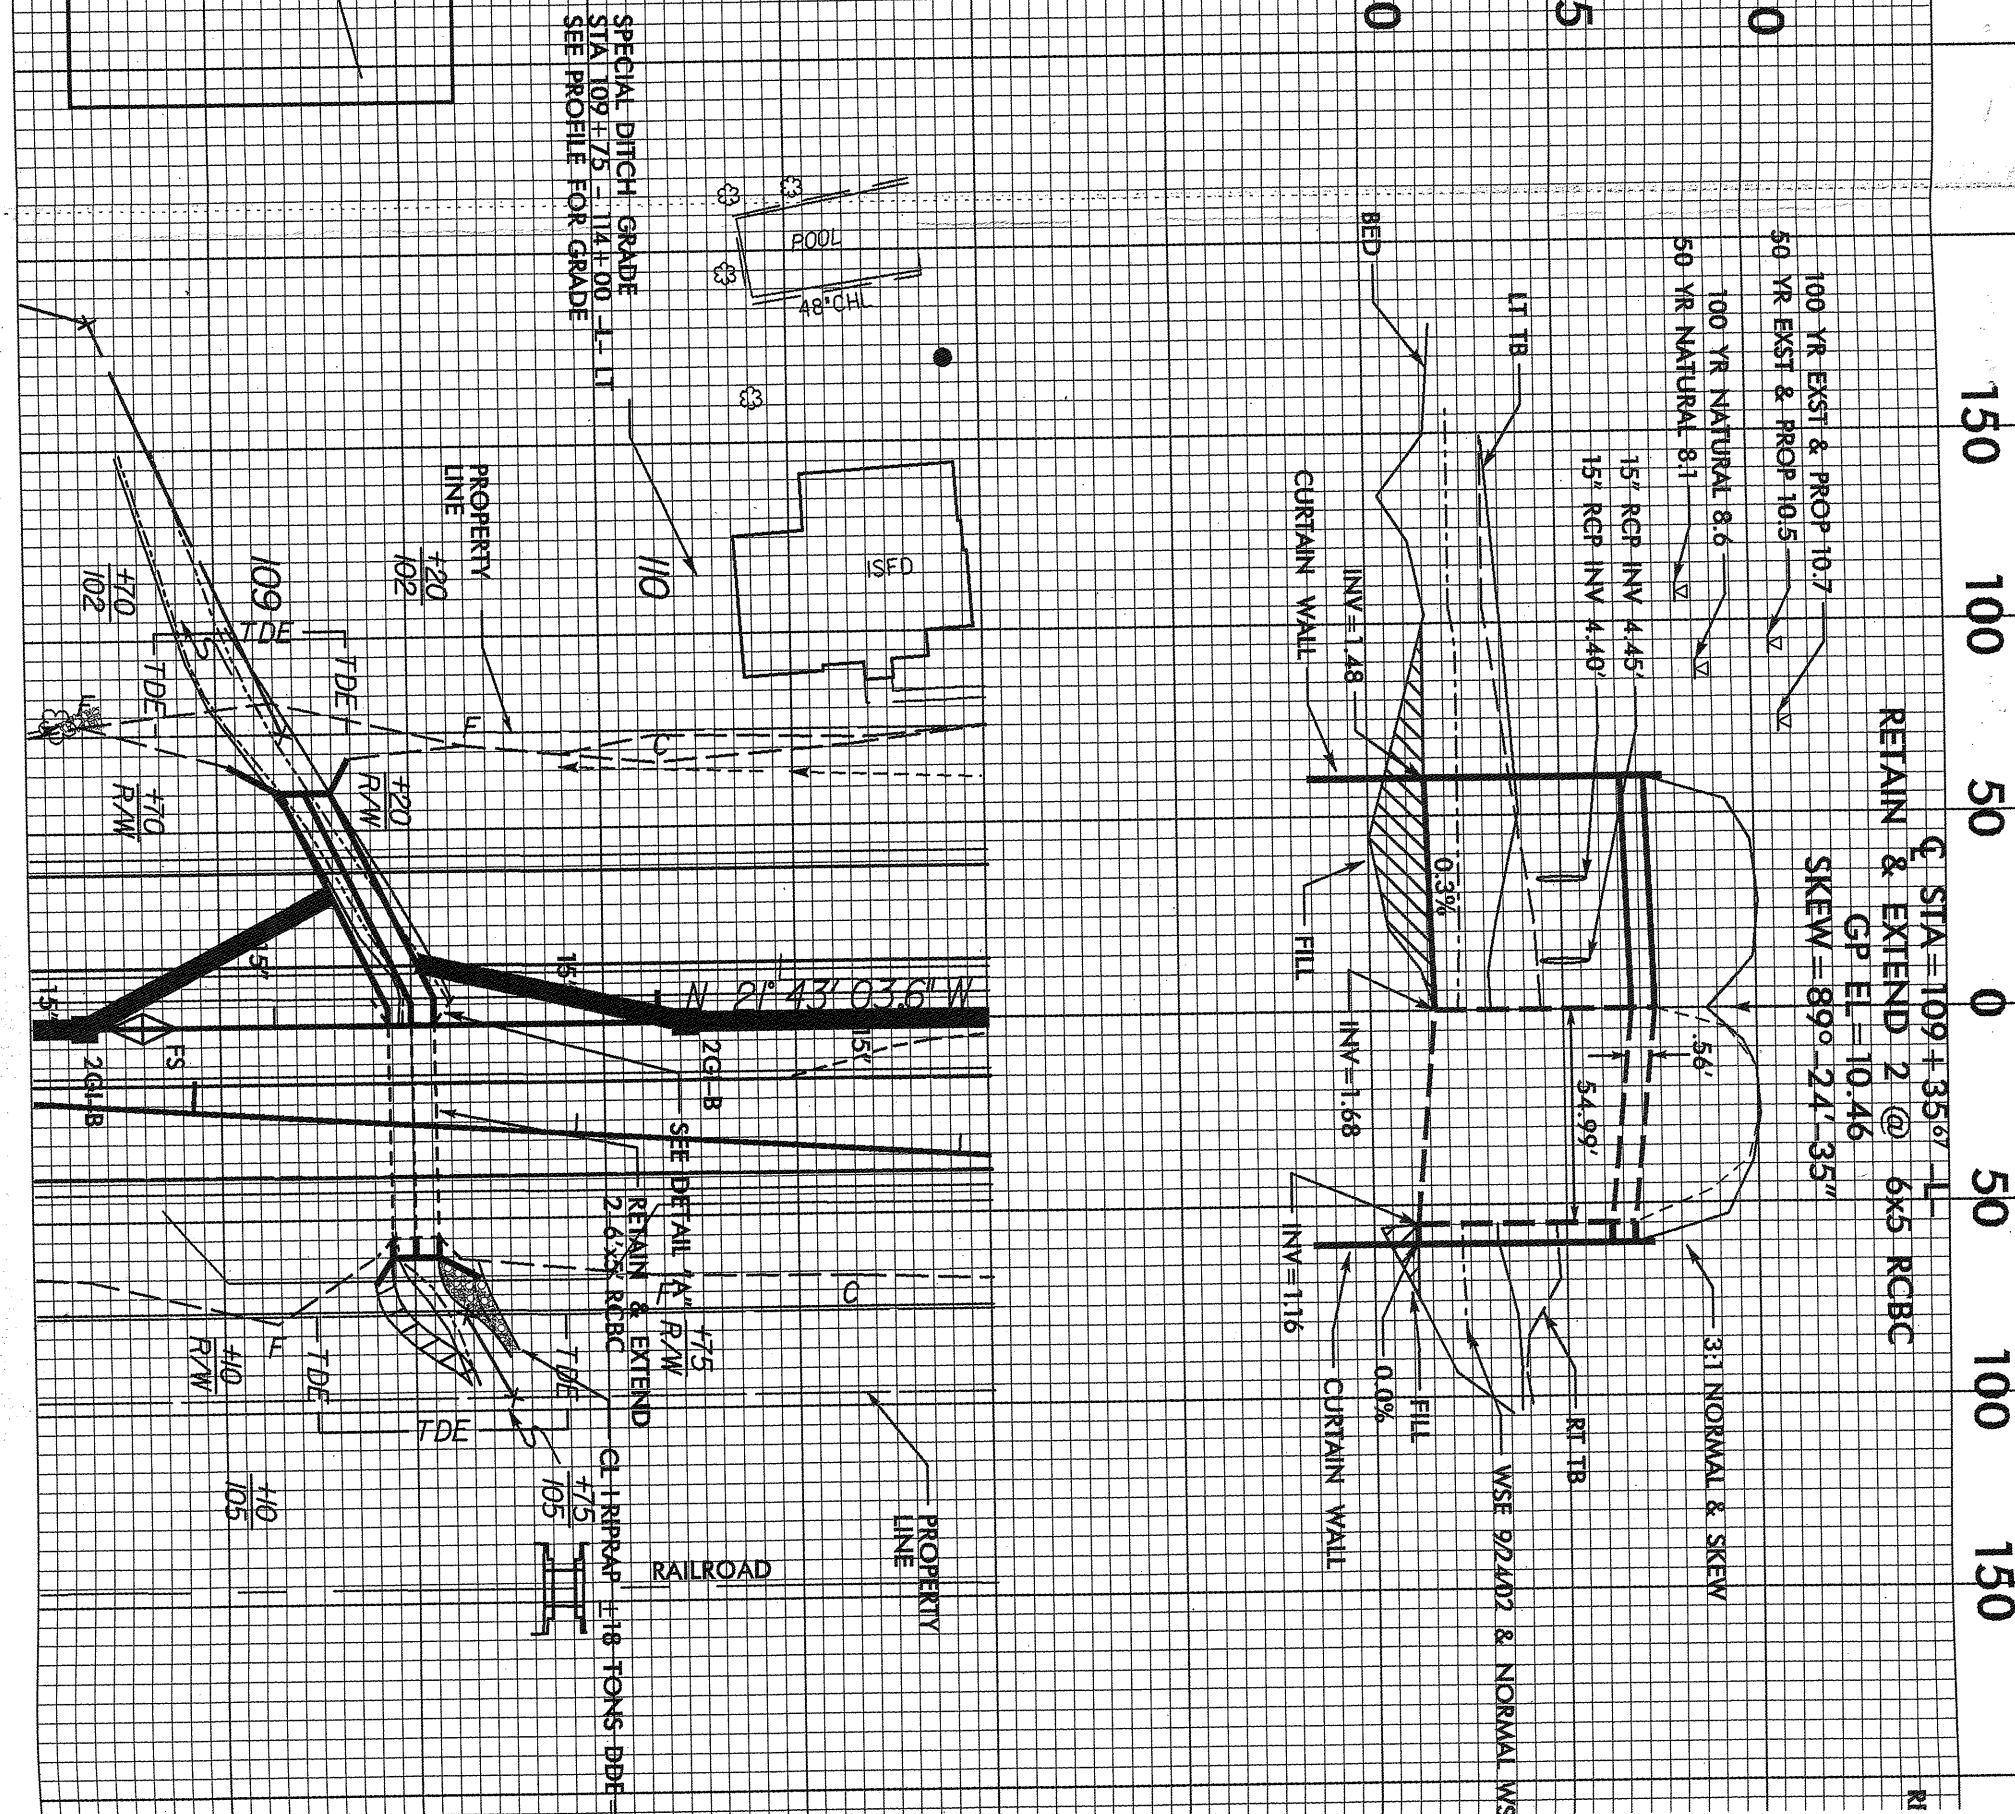 150
100
50
0
50
100
150
0
5
0
℄ STA=109+35⁶⁷ -L-
RETAIN & EXTEND 2 @ 6x5 RCBC
GP EL=10.46
SKEW=89°-24'-35"
100 YR EXST & PROP 10.7
50 YR EXST & PROP 10.5
100 YR NATURAL 8.6
50 YR NATURAL 8.1
15" RCP INV 4.45'
15" RCP INV 4.40'
LT TB
BED
INV=1.48
CURTAIN WALL
0.3%
FILL
INV=1.68
.56'
54.99'
INV=1.16
3:1 NORMAL & SKEW
RT TB
WSE 9/24/02 & NORMAL WS
FILL
0.0%
CURTAIN WALL
SPECIAL DITCH GRADE
STA 109+75 -114+00 -L- LT
SEE PROFILE FOR GRADE
POOL
48" CHL
ISFD
110
PROPERTY
LINE
+20
102
109
+70
102
TDE
TDE
TDE
S
F
C
+20
R/W
+70
R/W
15"
15"
15"
15"
N 21° 43' 03.6" W
2GI-B
2GI-B
FS
SEE DETAIL "A"
RETAIN & EXTEND
2 6'x5' RCBC
+75
R/W
F
C
F
+10
R/W
TDE
TDE
TDE
S
+75
105
+10
105
CL I RIPRAP ±18 TONS DDE=
RAILROAD
PROPERTY
LINE